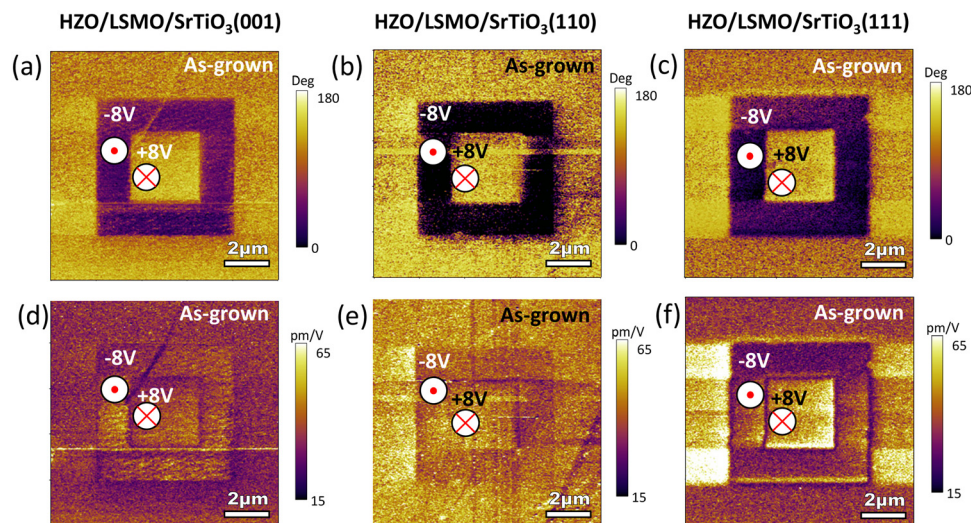 HZO/LSMO/SrTiO₃(001)
HZO/LSMO/SrTiO₃(110)
HZO/LSMO/SrTiO₃(111)
(a)
As-grown
Deg
180
0
-8V
+8V
2μm
(b)
As-grown
Deg
180
0
-8V
+8V
2μm
(c)
As-grown
Deg
180
0
-8V
+8V
2μm
(d)
As-grown
pm/V
65
15
-8V
+8V
2μm
(e)
As-grown
pm/V
65
15
-8V
+8V
2μm
(f)
As-grown
pm/V
65
15
-8V
+8V
2μm